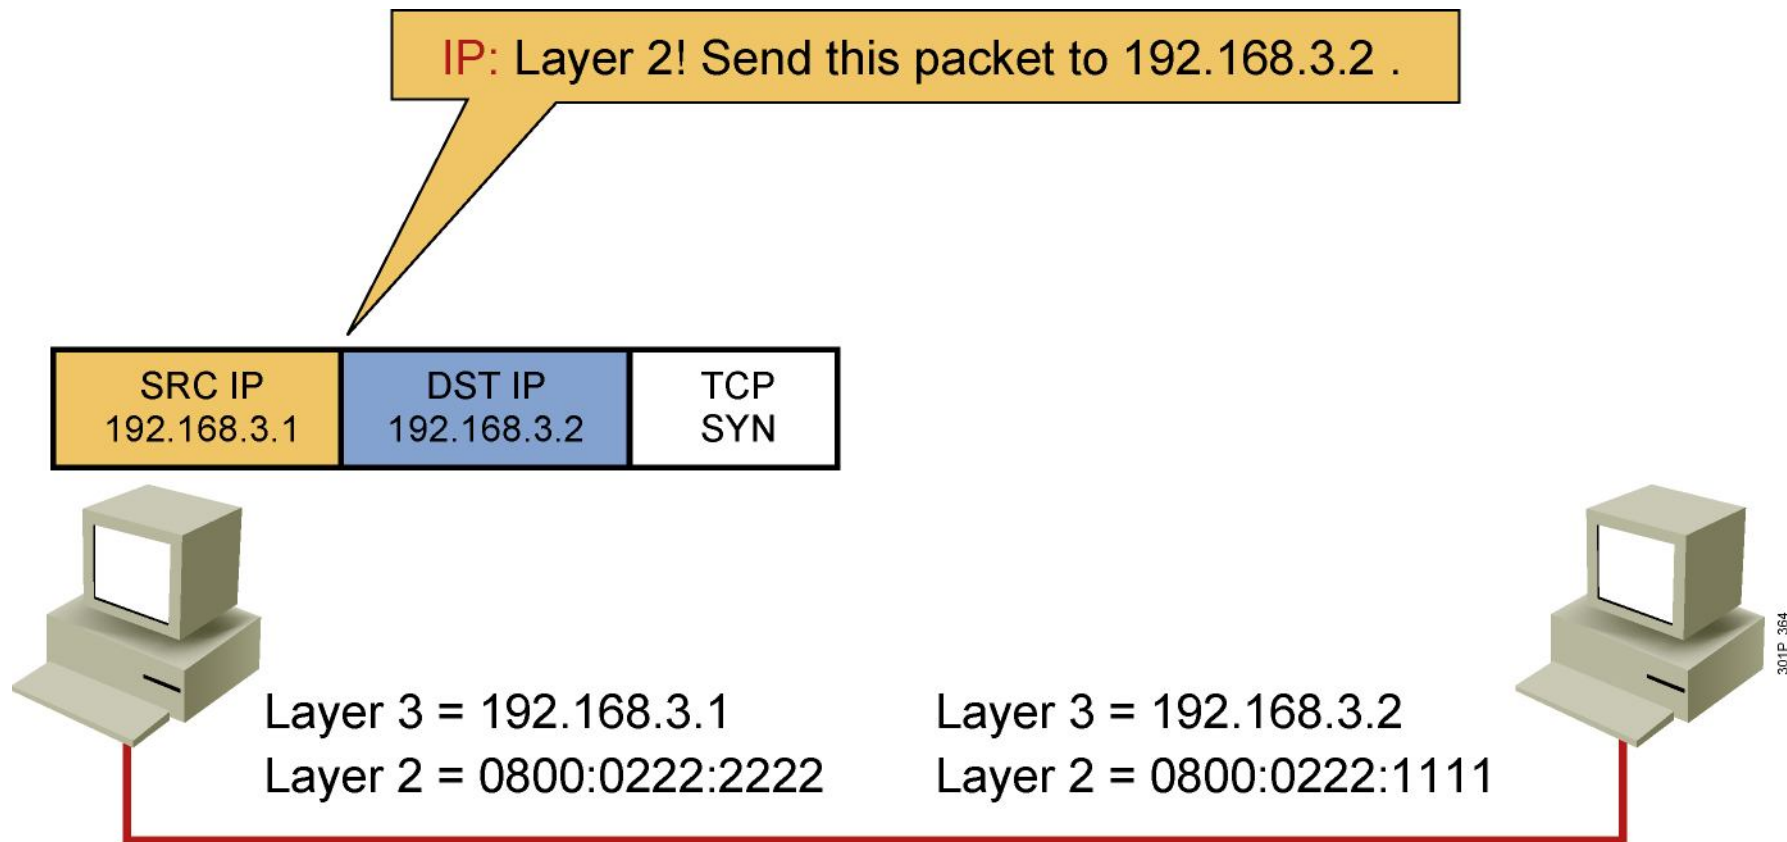 IP: Layer 2! Send this packet to 192.168.3.2 .
SRC IP
192.168.3.1
DST IP
192.168.3.2
TCP
SYN
Layer 3 = 192.168.3.1
Layer 2 = 0800:0222:2222
Layer 3 = 192.168.3.2
Layer 2 = 0800:0222:1111
301P_364